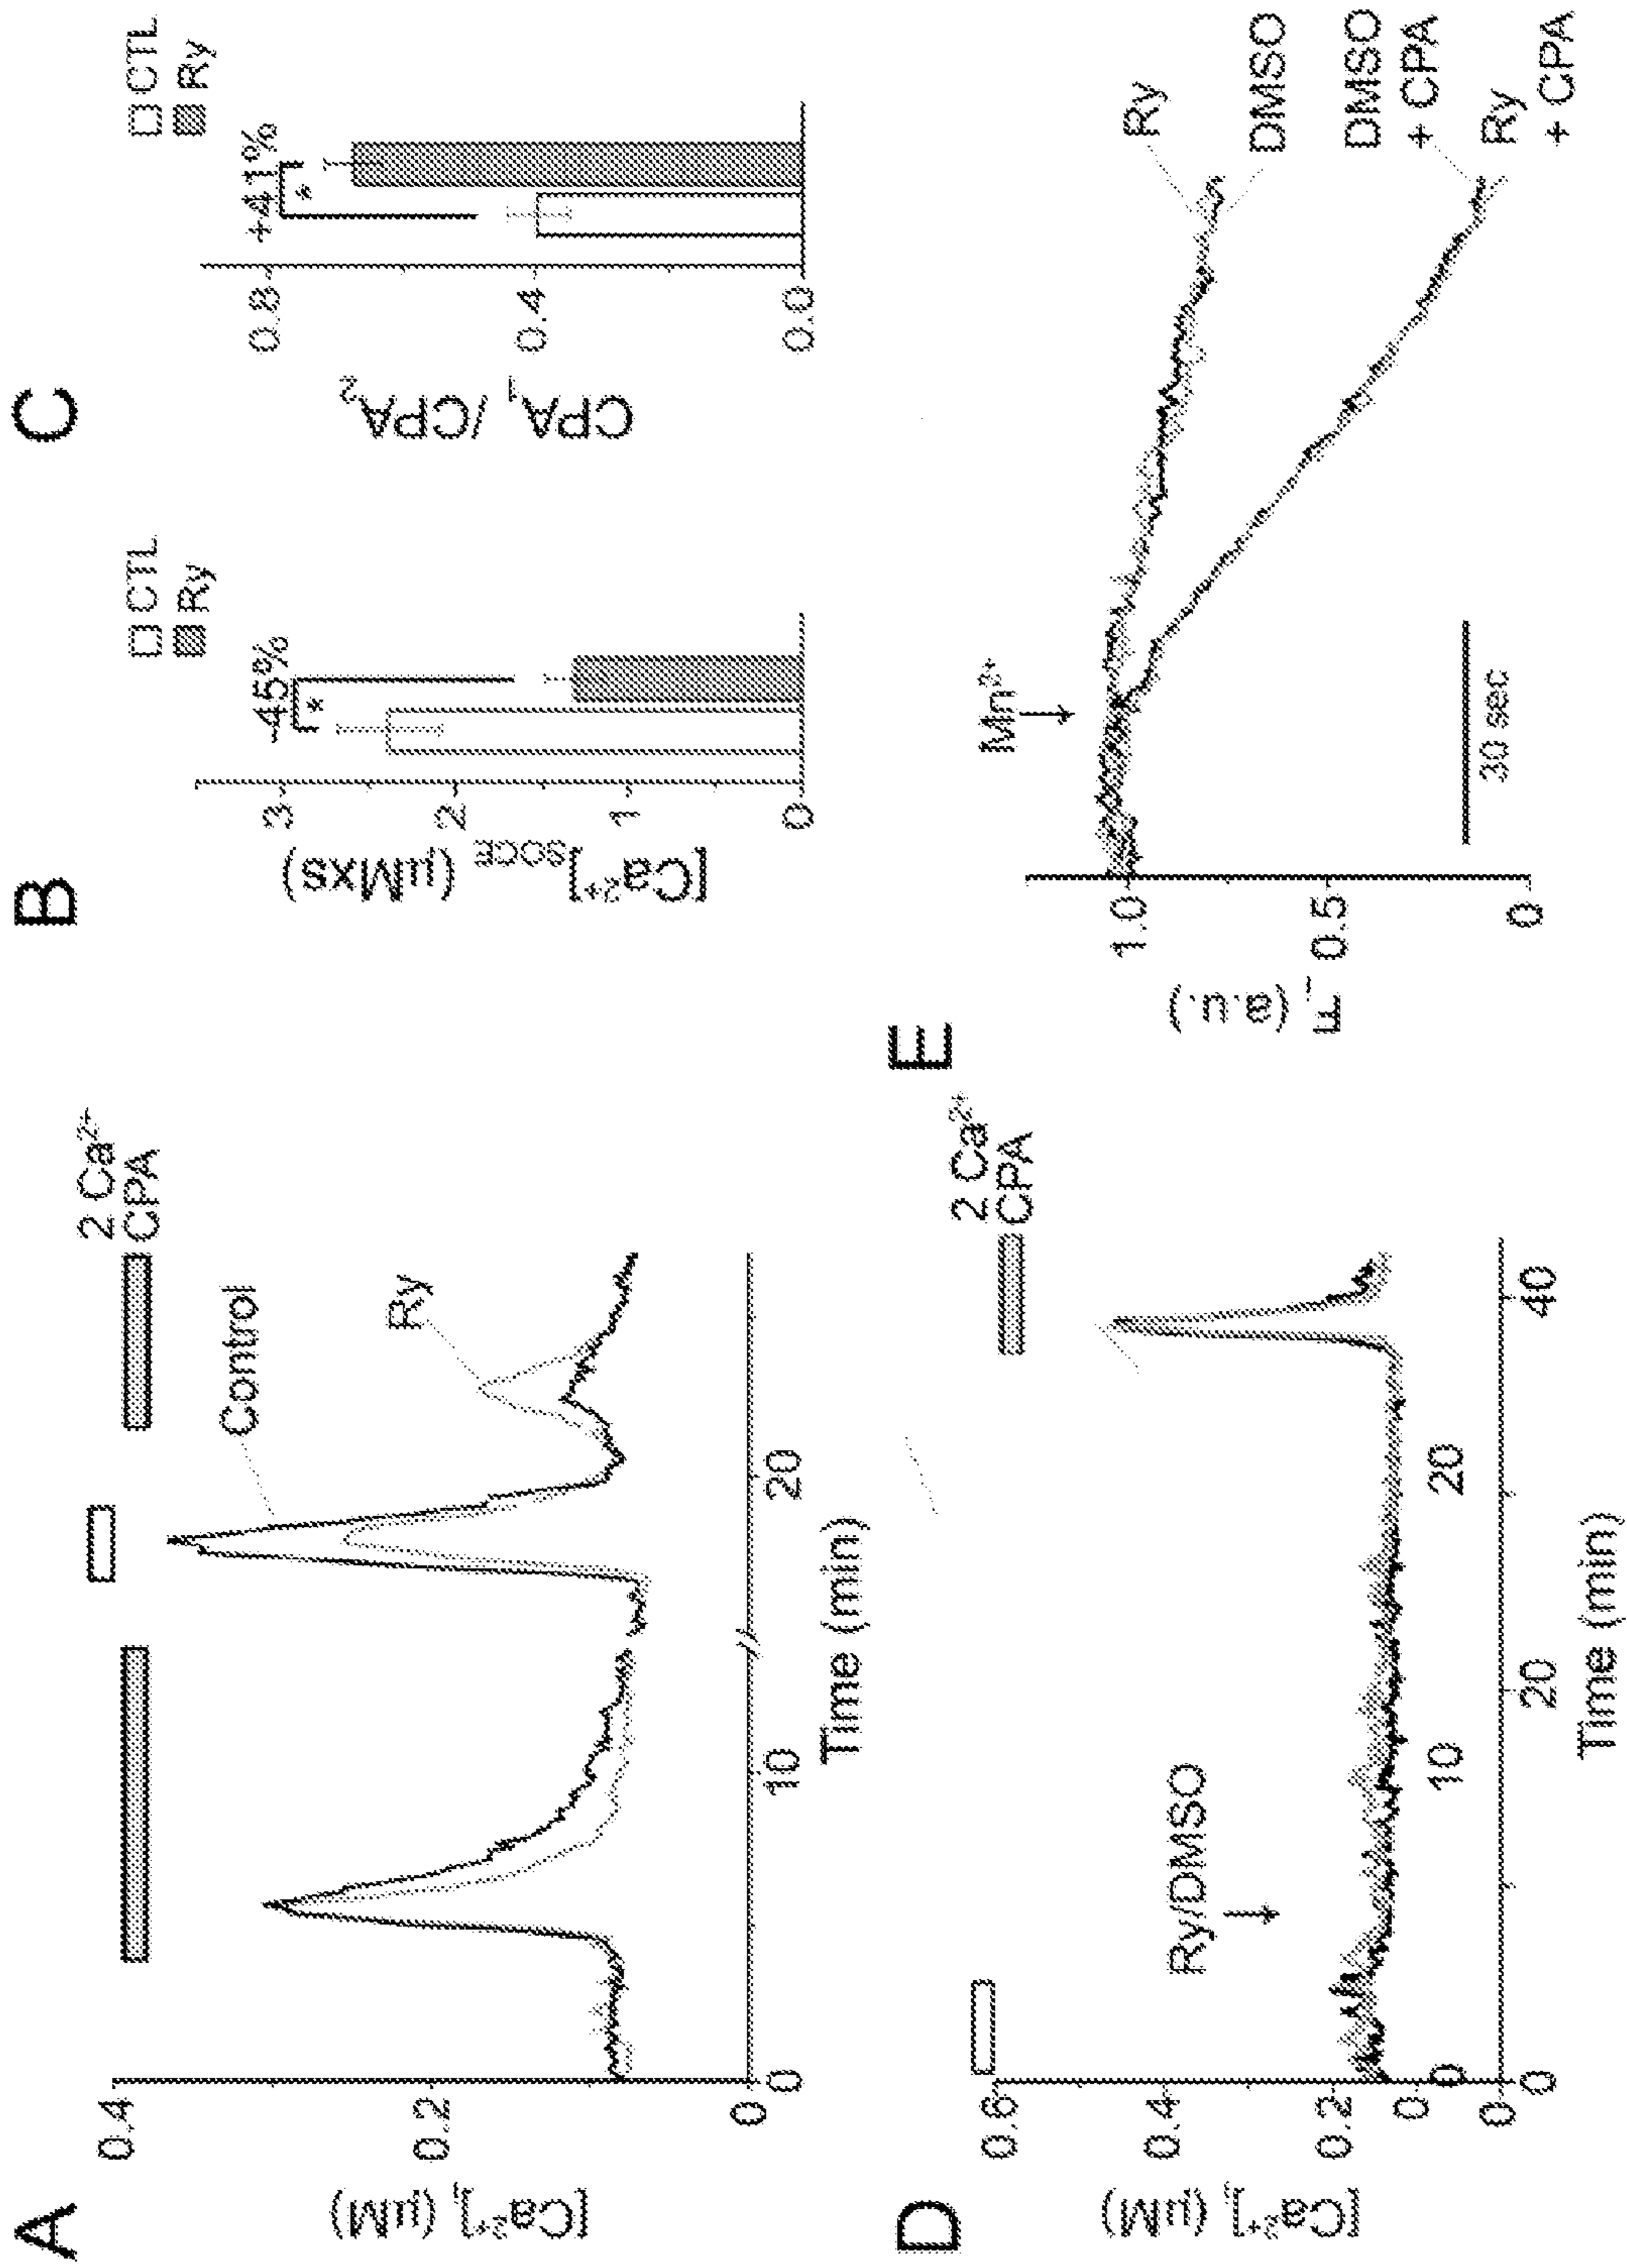 A
[Ca²⁺]ᵢ (µM)
0.4
0.2
0
0
10
20
Time (min)
Control
Ry
2 Ca²⁺
CPA
B
[Ca²⁺]SOCE (µMxs)
3
2
1
0
-45%
*
CTL
Ry
C
CPA₁/CPA₂
0.8
0.4
0.0
+41%
*
CTL
Ry
D
[Ca²⁺]ᵢ (µM)
0.6
0.4
0.2
0
0
Ry/DMSO
2 Ca²⁺
CPA
0
10
20
0
20
40
Time (min)
E
Fᵢ (a.u.)
1.0
0.5
0
Mn²⁺
30 sec
Ry
DMSO
DMSO
+ CPA
Ry
+ CPA